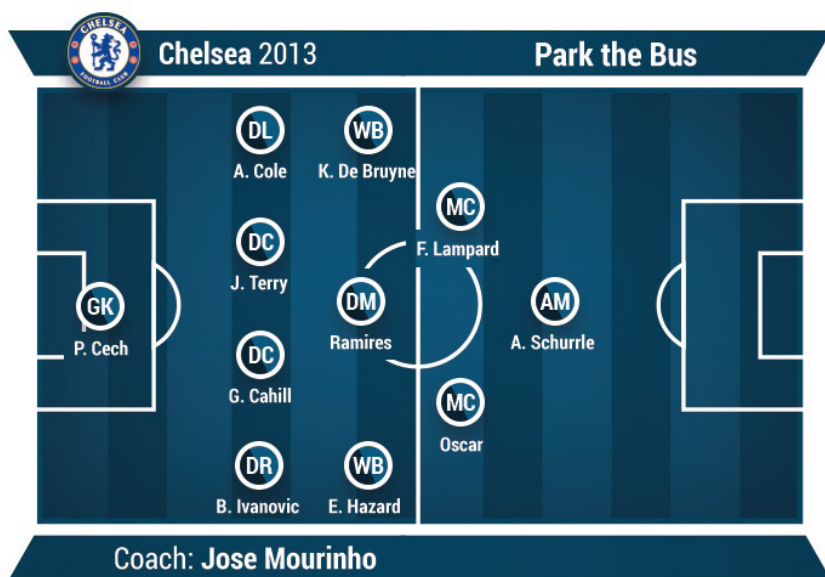 CHELSEA
FOOTBALL CLUB
Chelsea 2013
Park the Bus
DL
A. Cole
WB
K. De Bruyne
MC
F. Lampard
DC
J. Terry
GK
P. Cech
DM
Ramires
AM
A. Schurrle
DC
G. Cahill
MC
Oscar
DR
B. Ivanovic
WB
E. Hazard
Coach: Jose Mourinho